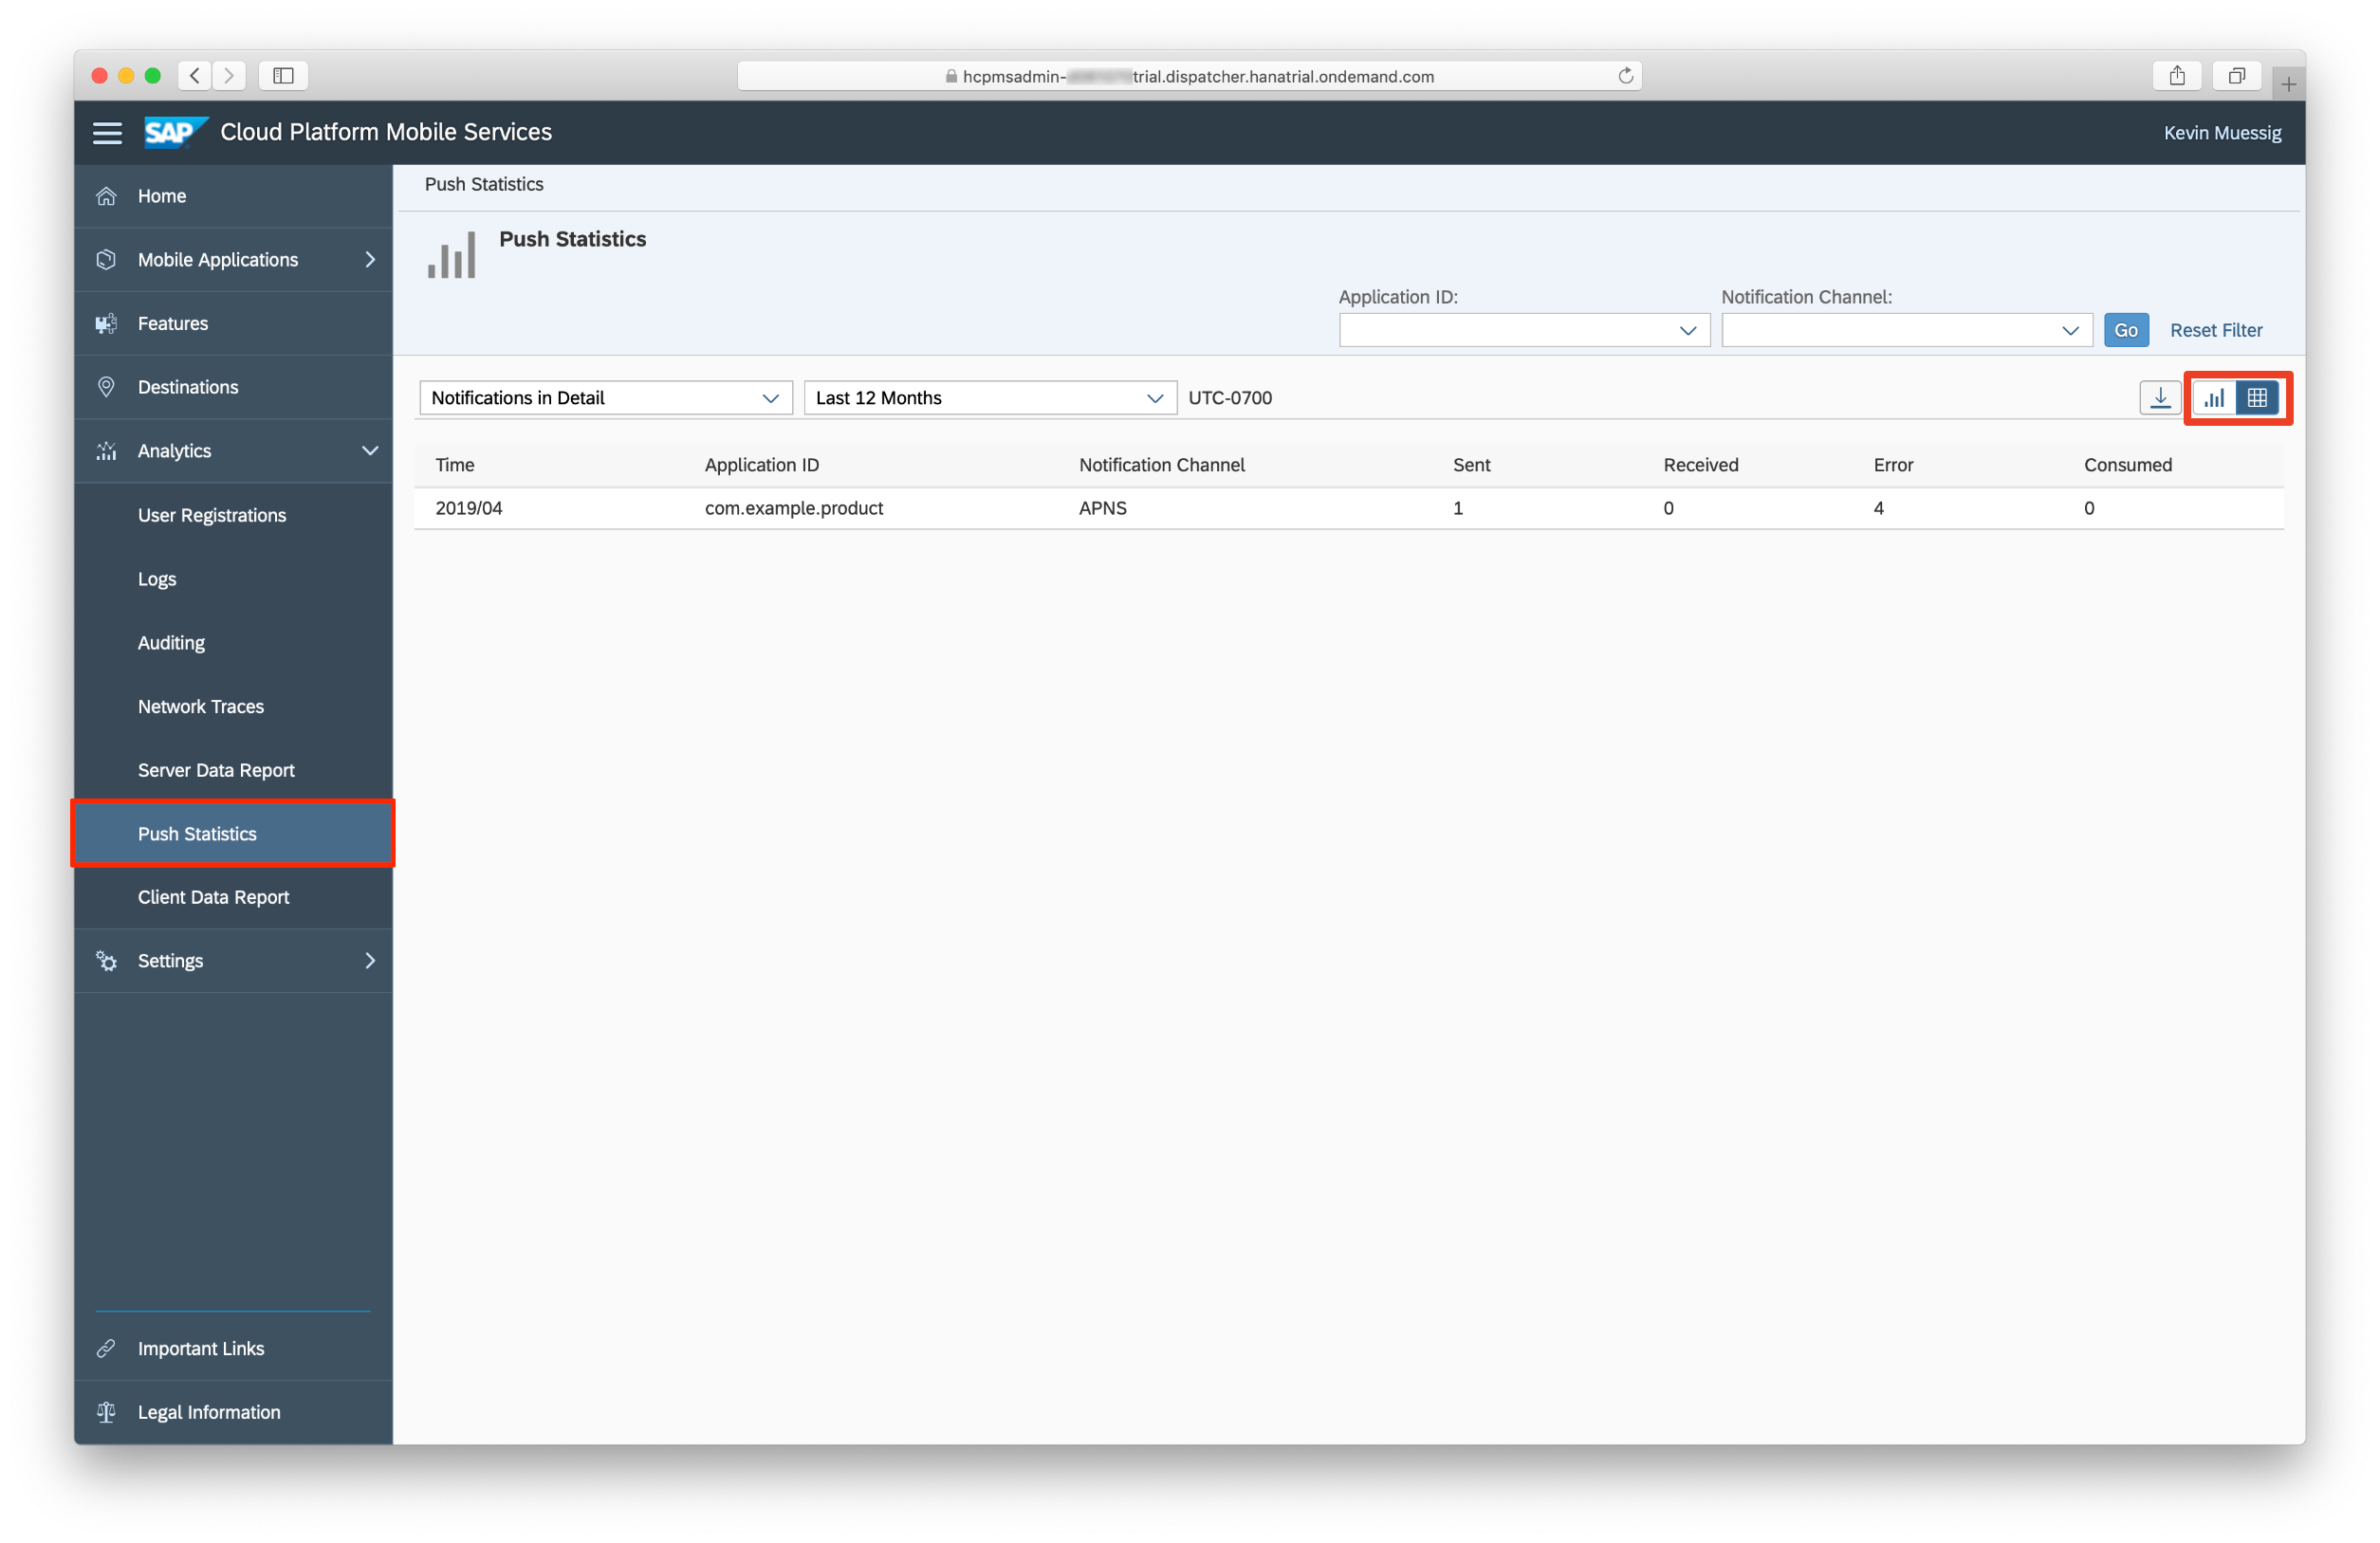 hcpmsadmin- trial.dispatcher.hanatrial.ondemand.com
SAP Cloud Platform Mobile Services
Kevin Muessig
Home
Mobile Applications
Features
Destinations
Analytics
User Registrations
Logs
Auditing
Network Traces
Server Data Report
Push Statistics
Client Data Report
Settings
Important Links
Legal Information
Push Statistics
Push Statistics
Application ID:
Notification Channel:
Go
Reset Filter
Notifications in Detail
Last 12 Months
UTC-0700
Time Application ID Notification Channel Sent Received Error Consumed
2019/04 com.example.product APNS 1 0 4 0